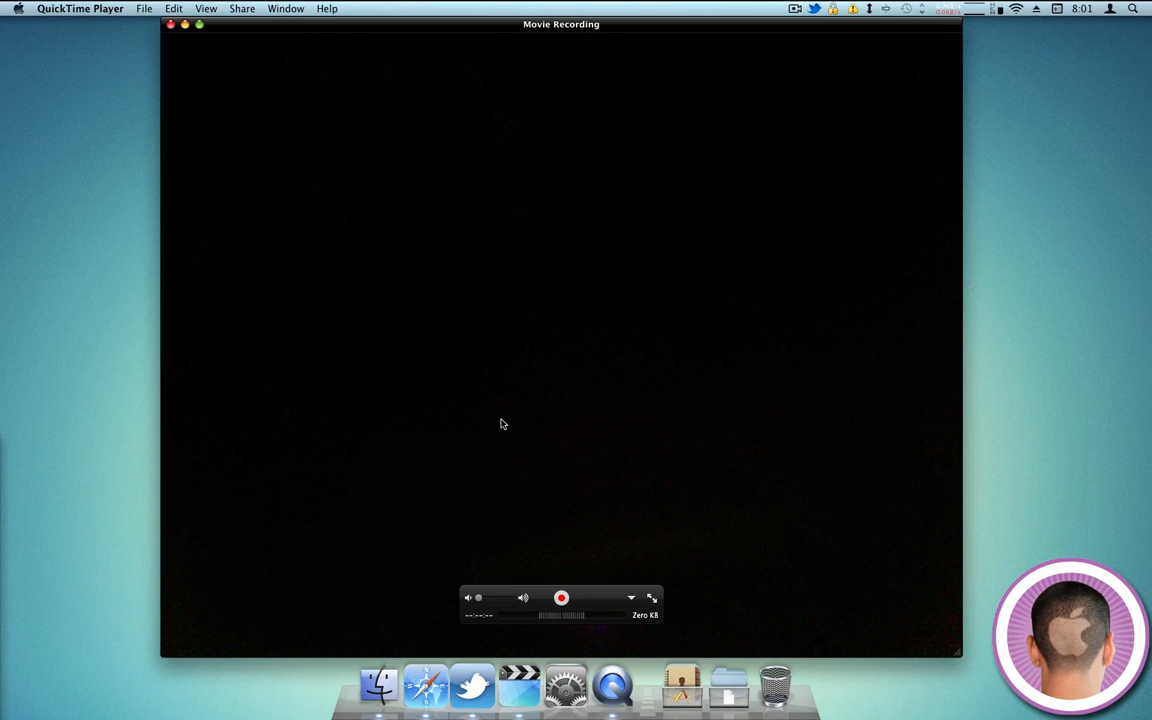 QuickTime Player File Edit View Share Window Help 8:01
Movie Recording
--:--:-- Zero KB